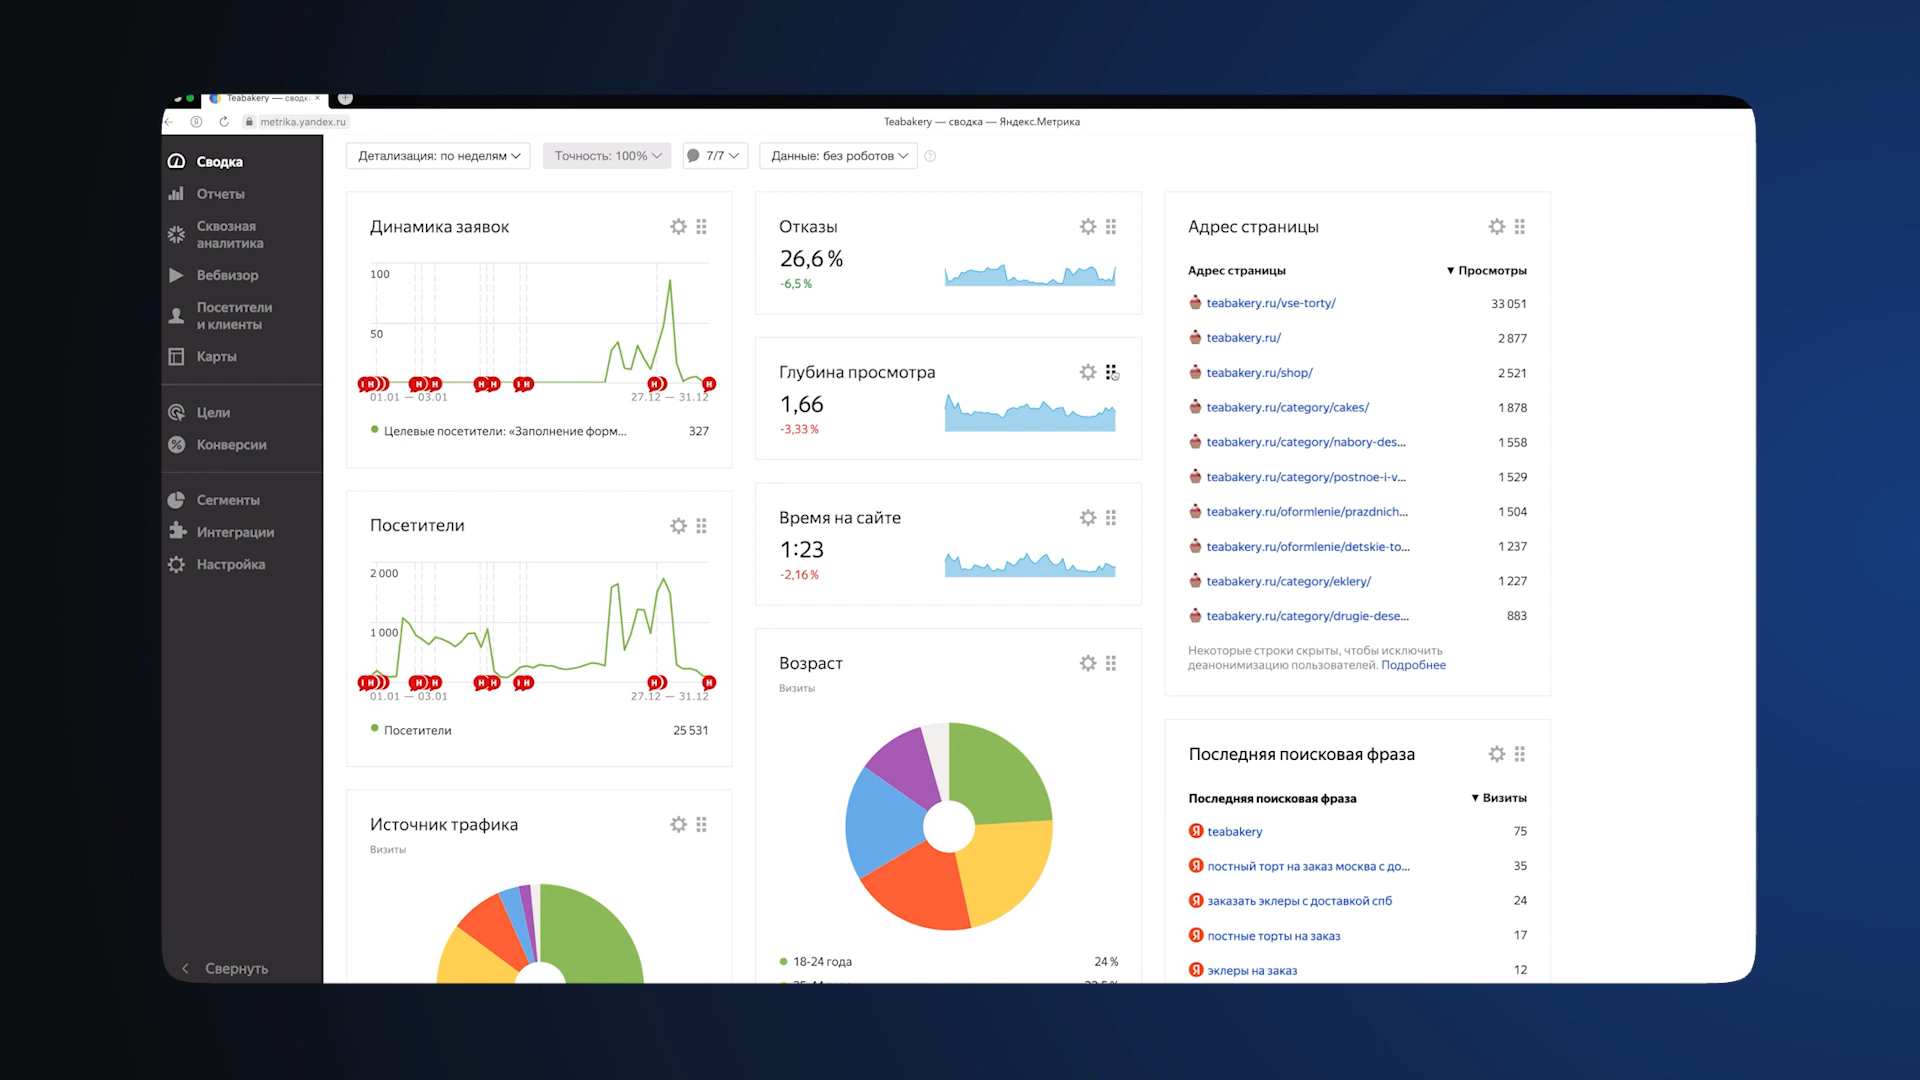 Teabakery — сводк
metrika.yandex.ru
Teabakery — сводка — Яндекс.Метрика
Сводка
Отчеты
Сквозная
аналитика
Вебвизор
Посетители
и клиенты
Карты
Цели
Конверсии
Сегменты
Интеграции
Настройка
Свернуть
Детализация: по неделям
Точность: 100%
7/7
Данные: без роботов
Динамика заявок
100
50
01.01 — 03.01
27.12 — 31.12
Целевые посетители: «Заполнение форм...
327
Посетители
2 000
1 000
01.01 — 03.01
27.12 — 31.12
Посетители
25 531
Источник трафика
Визиты
Отказы
26,6 %
-6,5 %
Глубина просмотра
1,66
-3,33 %
Время на сайте
1:23
-2,16 %
Возраст
Визиты
18-24 года
24 %
Адрес страницы
Адрес страницы ▼ Просмотры
teabakery.ru/vse-torty/ 33 051
teabakery.ru/ 2 877
teabakery.ru/shop/ 2 521
teabakery.ru/category/cakes/ 1 878
teabakery.ru/category/nabory-des... 1 558
teabakery.ru/category/postnoe-i-v... 1 529
teabakery.ru/oformlenie/prazdnich... 1 504
teabakery.ru/oformlenie/detskie-to... 1 237
teabakery.ru/category/eklery/ 1 227
teabakery.ru/category/drugie-dese... 883
Некоторые строки скрыты, чтобы исключить
деанонимизацию пользователей. Подробнее
Последняя поисковая фраза
Последняя поисковая фраза ▼ Визиты
teabakery 75
постный торт на заказ москва с до... 35
заказать эклеры с доставкой спб 24
постные торты на заказ 17
эклеры на заказ 12